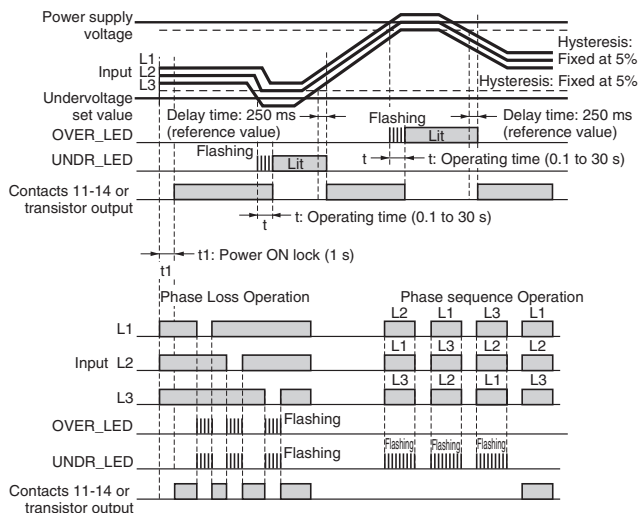 Power supply
voltage
L1
Input L2
L3
Hysteresis:
Fixed at 5%
Hysteresis: Fixed at 5%
Undervoltage
set value
Delay time: 250 ms
(reference value)
Flashing
Delay time: 250 ms
(reference value)
OVER_LED
Lit
Flashing
t
t: Operating time (0.1 to 30 s)
UNDR_LED
Lit
Contacts 11-14 or
transistor output
t: Operating time (0.1 to 30 s)
t
t1: Power ON lock (1 s)
t1
Phase Loss Operation
Phase sequence Operation
L1
L2
L1
L3
L1
Input L2
L1
L3
L2
L2
L3
L3
L2
L1
L3
OVER_LED
Flashing
UNDR_LED
Flashing
Flashing
Flashing
Flashing
Contacts 11-14 or
transistor output